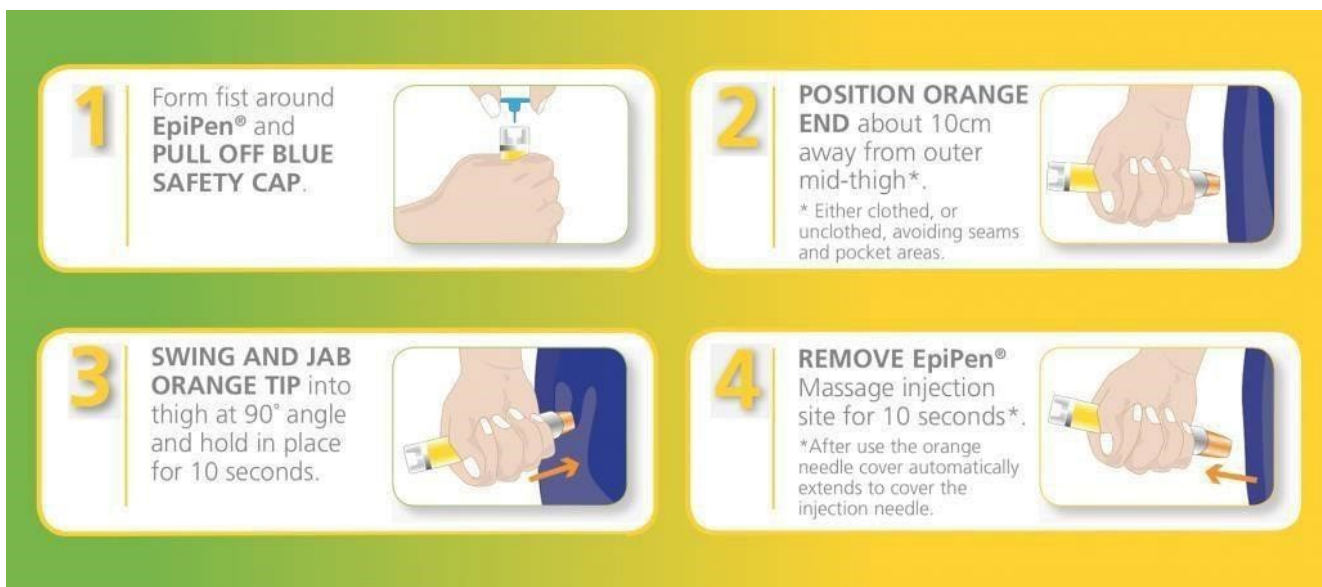 1
Form fist around
EpiPen® and
PULL OFF BLUE
SAFETY CAP.
2
POSITION ORANGE
END about 10cm
away from outer
mid-thigh*.
* Either clothed, or
unclothed, avoiding seams
and pocket areas.
3
SWING AND JAB
ORANGE TIP into
thigh at 90° angle
and hold in place
for 10 seconds.
4
REMOVE EpiPen®
Massage injection
site for 10 seconds*.
*After use the orange
needle cover automatically
extends to cover the
injection needle.